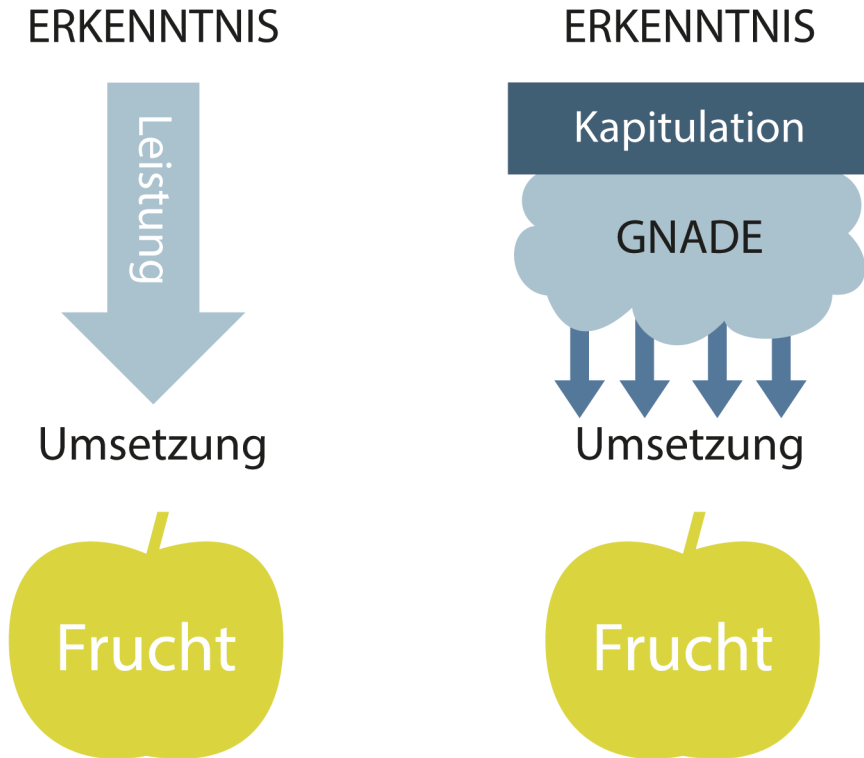 ERKENNTNIS
Leistung
Umsetzung
Frucht
ERKENNTNIS
Kapitulation
GNADE
Umsetzung
Frucht